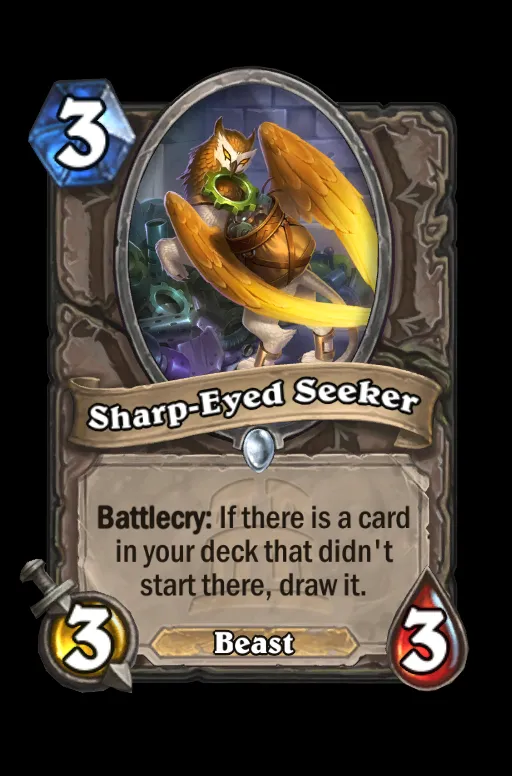 3
Sharp-Eyed Seeker
Battlecry: If there is a card
in your deck that didn't
start there, draw it.
3
Beast
3